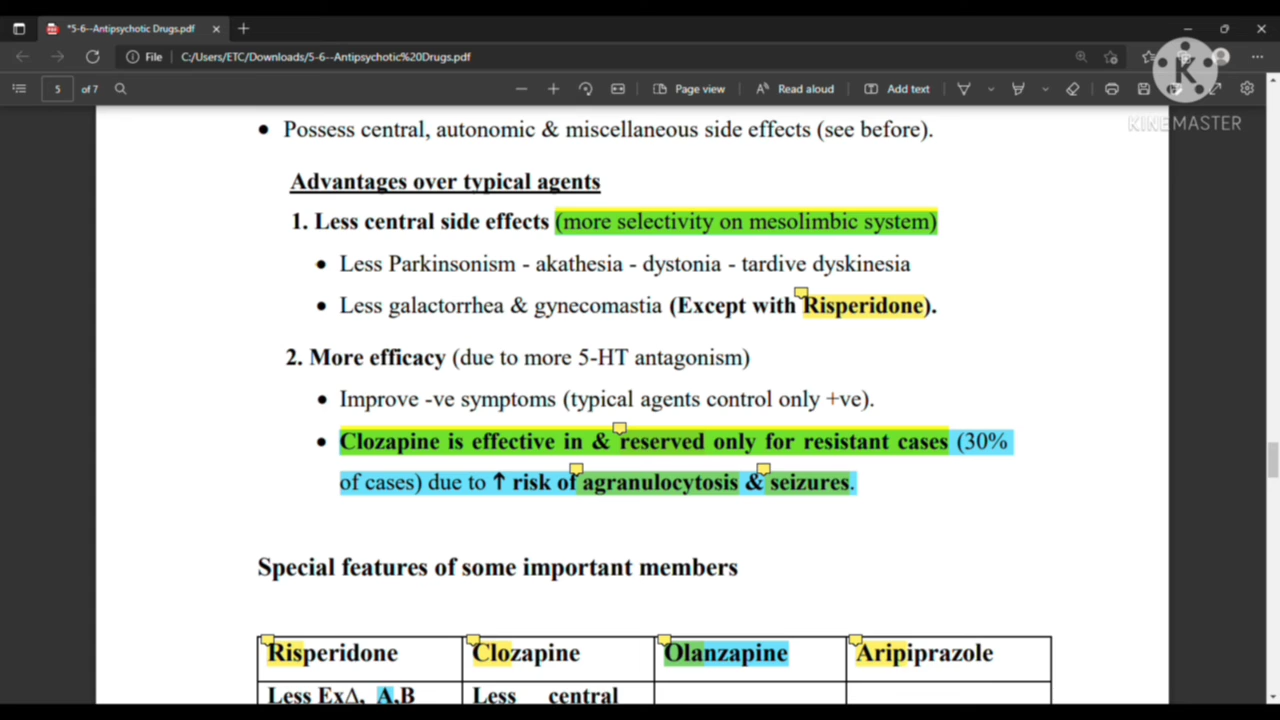 *5-6--Antipsychotic Drugs.pdf
File C:/Users/ETC/Downloads/5-6--Antipsychotic%20Drugs.pdf
5 of 7 Page view Read aloud Add text
K
KINEMASTER
• Possess central, autonomic & miscellaneous side effects (see before).
Advantages over typical agents
1. Less central side effects (more selectivity on mesolimbic system)
• Less Parkinsonism - akathesia - dystonia - tardive dyskinesia
• Less galactorrhea & gynecomastia (Except with Risperidone).
2. More efficacy (due to more 5-HT antagonism)
• Improve -ve symptoms (typical agents control only +ve).
• Clozapine is effective in & reserved only for resistant cases (30%
of cases) due to ↑ risk of agranulocytosis & seizures.
Special features of some important members
Risperidone Clozapine Olanzapine Aripiprazole
Less Ex∆, A,B Less central